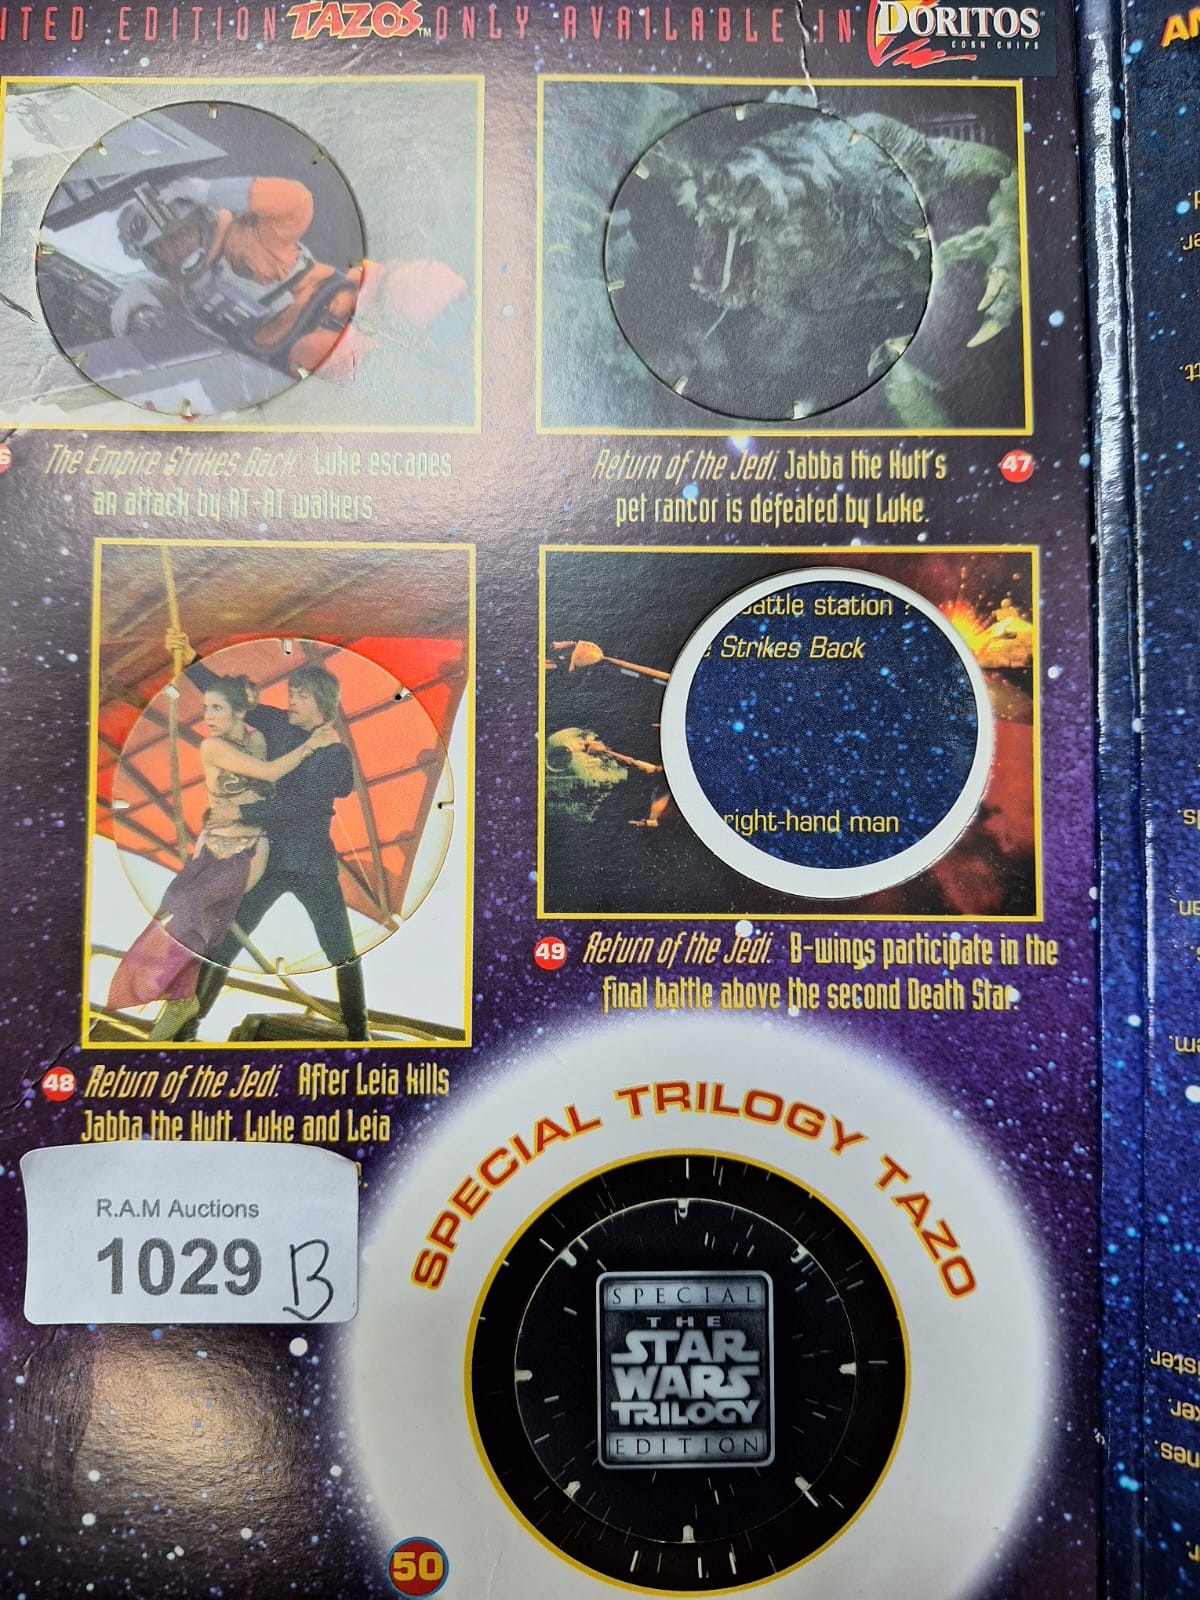 ITED EDITION TAZOS™ ONLY AVAILABLE IN DORITOS
CORN CHIPS
6 The Empire Strikes Back. Luke escapes
an attack by AT-AT walkers.
Return of the Jedi. Jabba the Hutt's 47
pet rancor is defeated by Luke.
battle station ?
Strikes Back
right-hand man
49 Return of the Jedi. B-wings participate in the
final battle above the second Death Star.
48 Return of the Jedi. After Leia kills
Jabba the Hutt, Luke and Leia
R.A.M Auctions
1029 B
SPECIAL TRILOGY TAZO
SPECIAL
THE
STAR
WARS
TRILOGY
EDITION
50